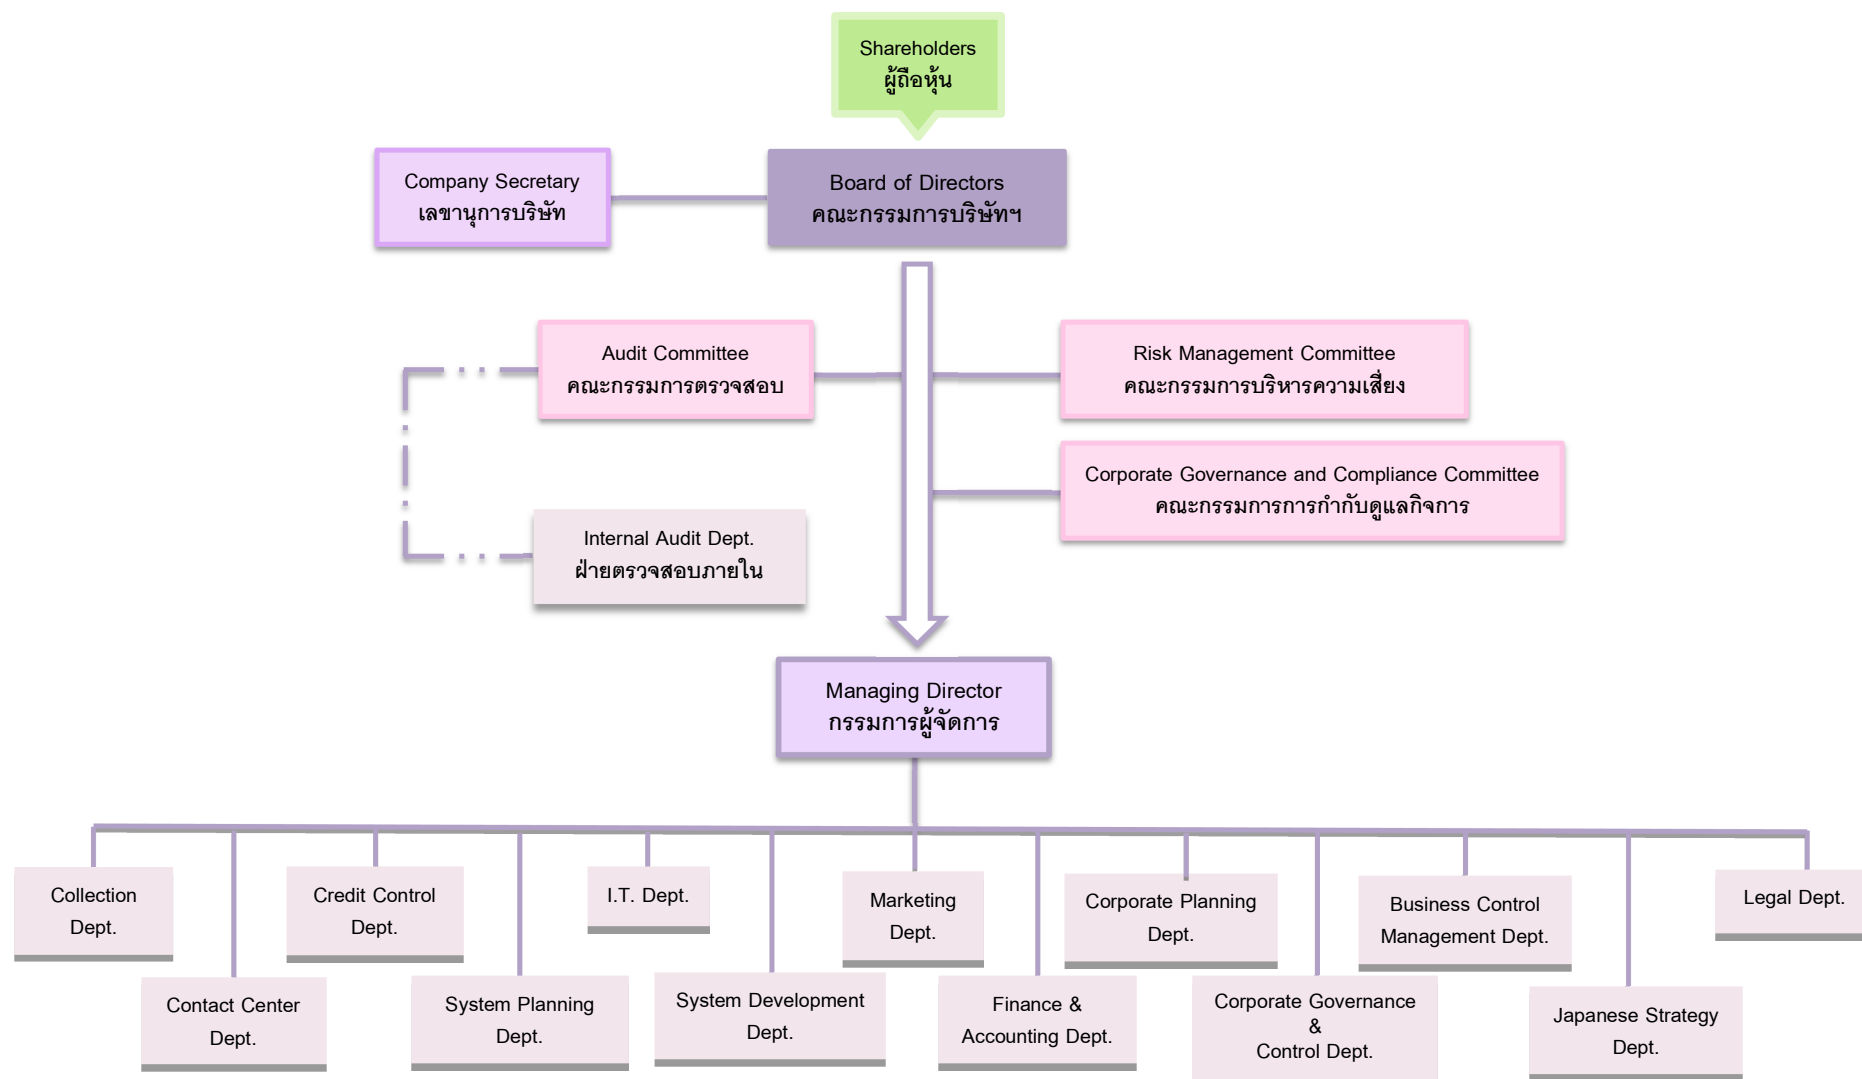 Shareholders
ผู้ถือหุ้น
Company Secretary
เลขานุการบริษัท
Board of Directors
คณะกรรมการบริษัทฯ
Audit Committee
คณะกรรมการตรวจสอบ
Risk Management Committee
คณะกรรมการบริหารความเสี่ยง
Corporate Governance and Compliance Committee
คณะกรรมการการกำกับดูแลกิจการ
Internal Audit Dept.
ฝ่ายตรวจสอบภายใน
Managing Director
กรรมการผู้จัดการ
Collection
Dept.
Credit Control
Dept.
I.T. Dept.
Marketing
Dept.
Corporate Planning
Dept.
Business Control
Management Dept.
Legal Dept.
Contact Center
Dept.
System Planning
Dept.
System Development
Dept.
Finance &
Accounting Dept.
Corporate Governance
&
Control Dept.
Japanese Strategy
Dept.